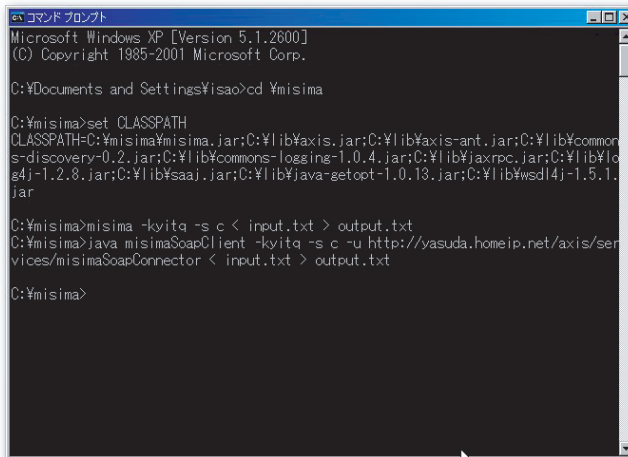 コマンド プロンプト
Microsoft Windows XP [Version 5.1.2600]
(C) Copyright 1985-2001 Microsoft Corp.
C:¥Documents and Settings¥isao>cd ¥misima
C:¥misima>set CLASSPATH
CLASSPATH=C:¥misima¥misima.jar;C:¥lib¥axis.jar;C:¥lib¥axis-ant.jar;C:¥lib¥common
s-discovery-0.2.jar;C:¥lib¥commons-logging-1.0.4.jar;C:¥lib¥jaxrpc.jar;C:¥lib¥lo
g4j-1.2.8.jar;C:¥lib¥saaj.jar;C:¥lib¥java-getopt-1.0.13.jar;C:¥lib¥wsdl4j-1.5.1.
jar
C:¥misima>misima -kyitq -s c < input.txt > output.txt
C:¥misima>java misimaSoapClient -kyitq -s c -u http://yasuda.homeip.net/axis/ser
vices/misimaSoapConnector < input.txt > output.txt
C:¥misima>